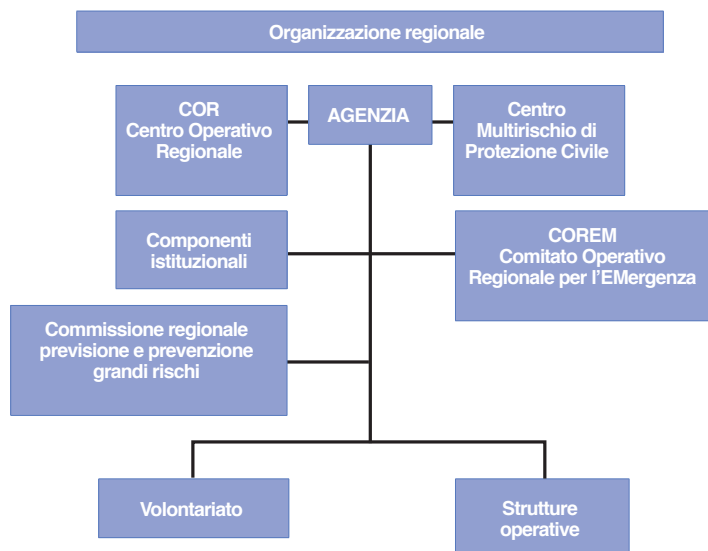 Organizzazione regionale
COR
Centro Operativo
Regionale
AGENZIA
Centro
Multirischio di
Protezione Civile
Componenti
istituzionali
COREM
Comitato Operativo
Regionale per l'EMergenza
Commissione regionale
previsione e prevenzione
grandi rischi
Volontariato
Strutture
operative